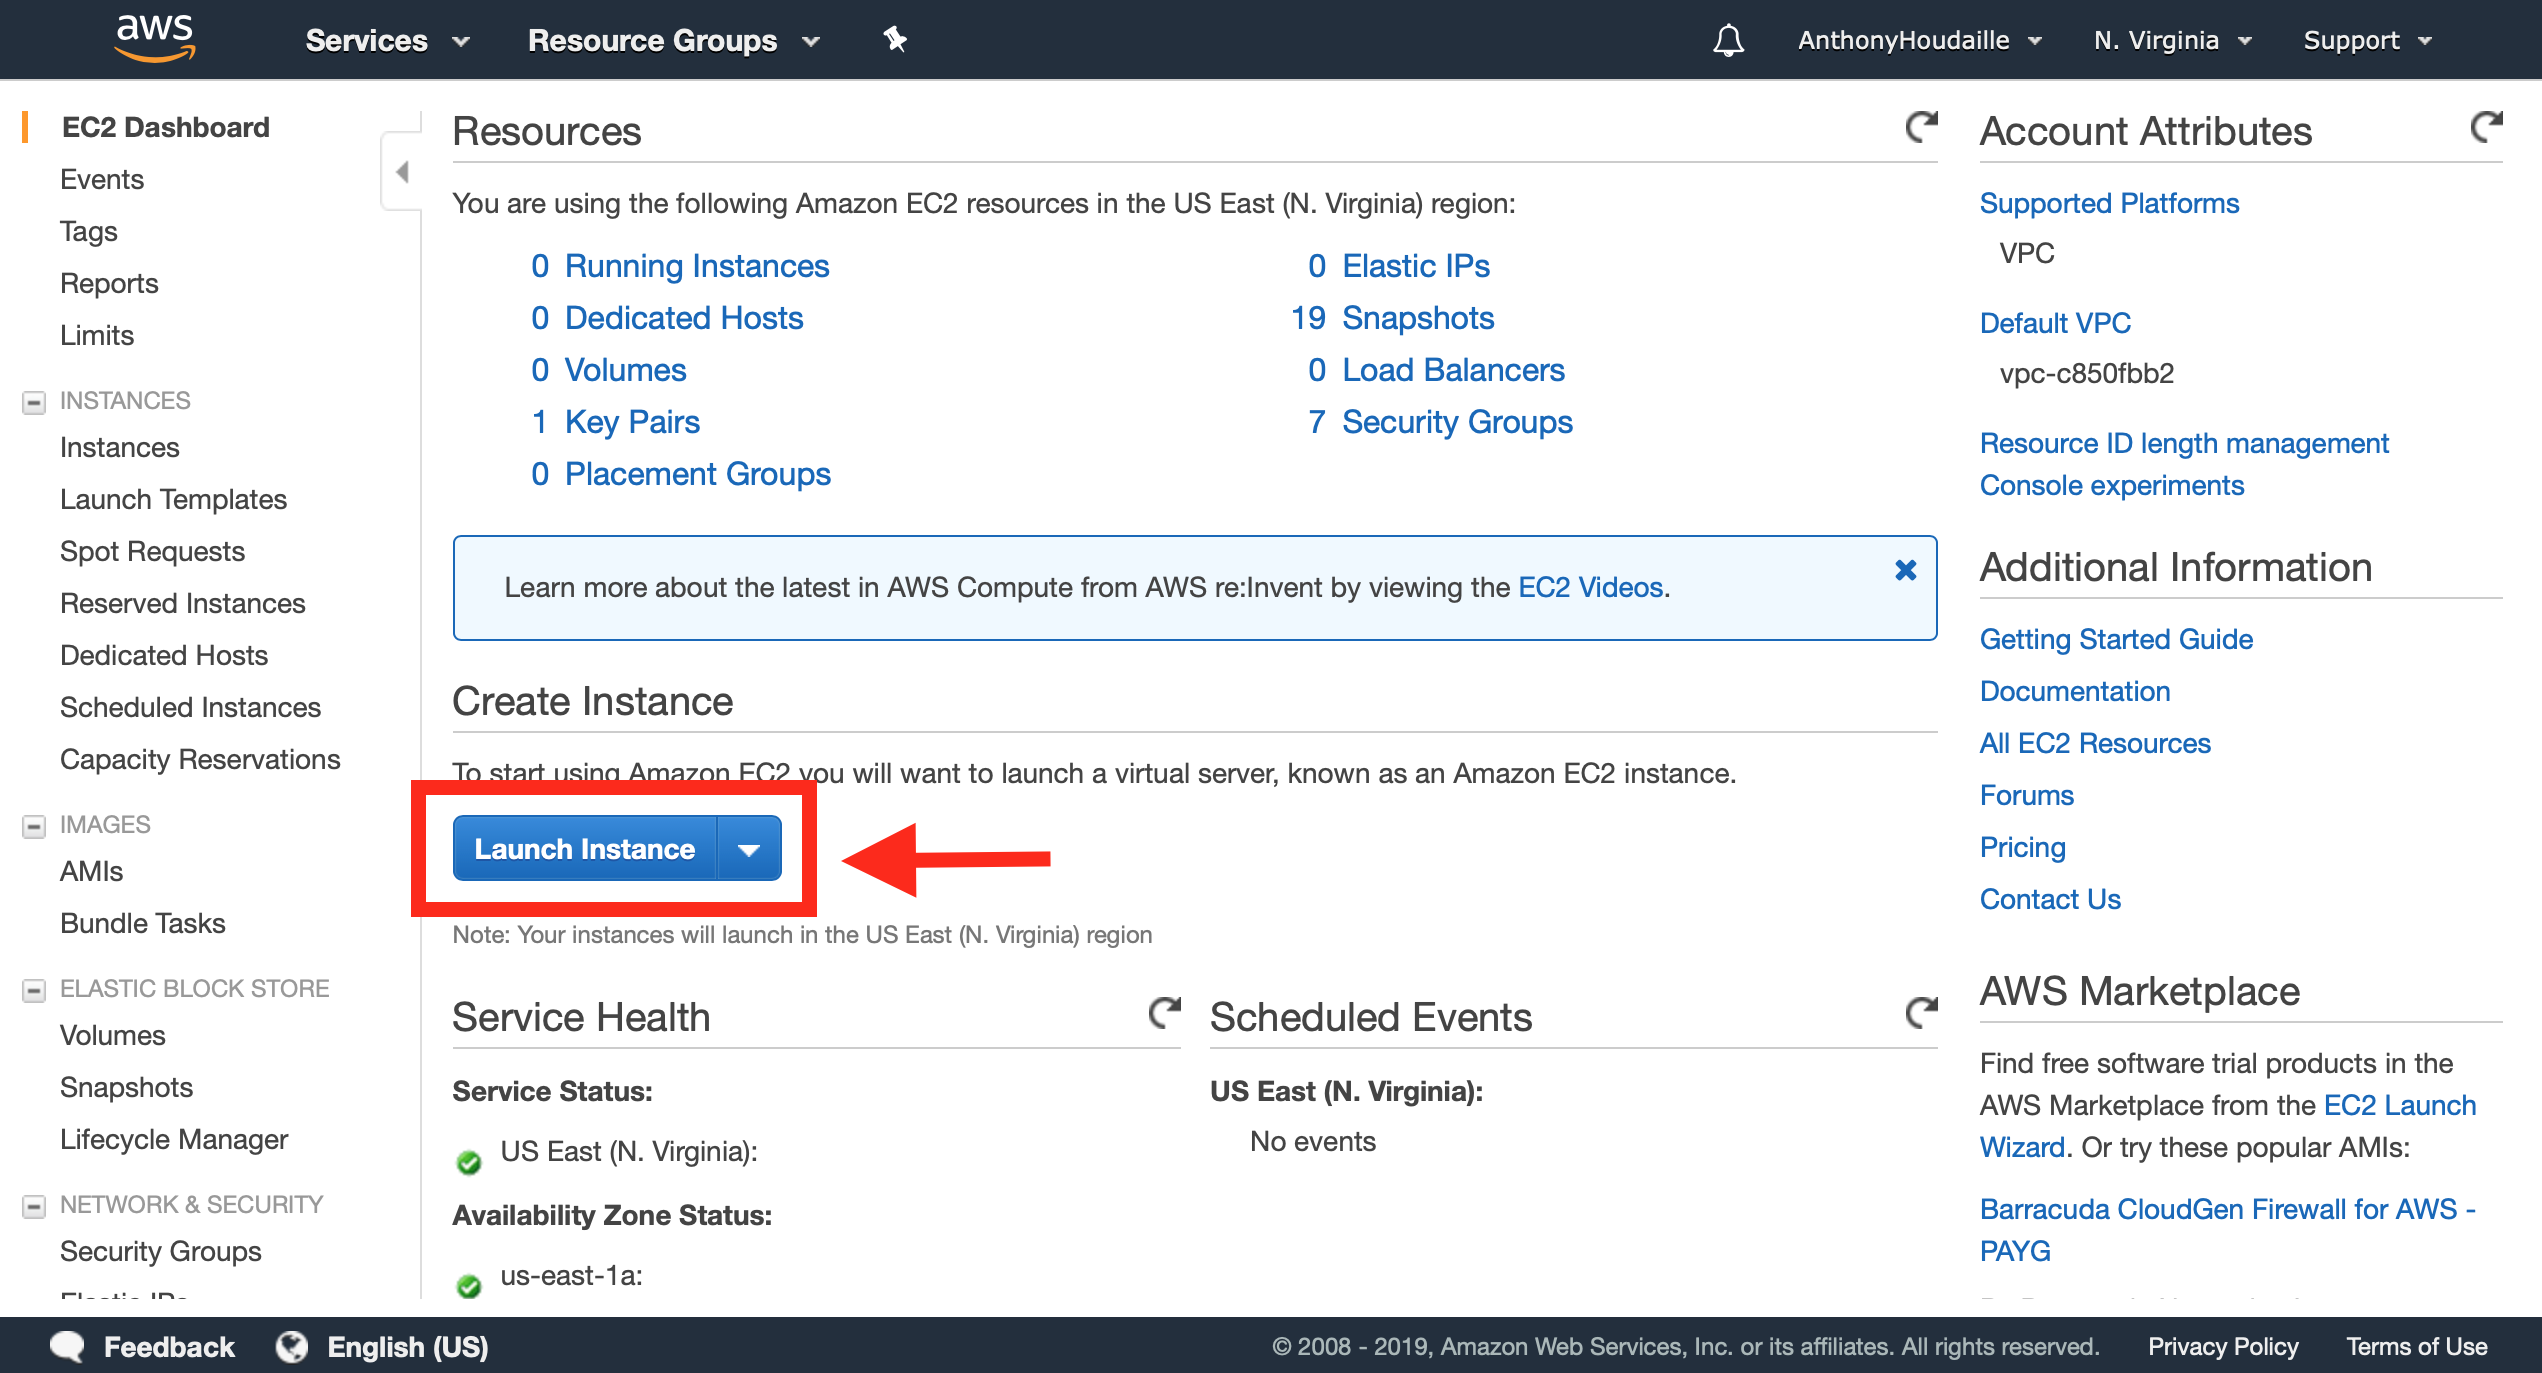 aws
Services
Resource Groups
AnthonyHoudaille
N. Virginia
Support
EC2 Dashboard
Events
Tags
Reports
Limits
INSTANCES
Instances
Launch Templates
Spot Requests
Reserved Instances
Dedicated Hosts
Scheduled Instances
Capacity Reservations
IMAGES
AMIs
Bundle Tasks
ELASTIC BLOCK STORE
Volumes
Snapshots
Lifecycle Manager
NETWORK & SECURITY
Security Groups
Elastic IPs
Resources
You are using the following Amazon EC2 resources in the US East (N. Virginia) region:
0 Running Instances
0 Elastic IPs
0 Dedicated Hosts
19 Snapshots
0 Volumes
0 Load Balancers
1 Key Pairs
7 Security Groups
0 Placement Groups
Learn more about the latest in AWS Compute from AWS re:Invent by viewing the EC2 Videos.
Create Instance
To start using Amazon EC2 you will want to launch a virtual server, known as an Amazon EC2 instance.
Launch Instance
Note: Your instances will launch in the US East (N. Virginia) region
Service Health
Service Status:
US East (N. Virginia):
Availability Zone Status:
us-east-1a:
Scheduled Events
US East (N. Virginia):
No events
Account Attributes
Supported Platforms
VPC
Default VPC
vpc-c850fbb2
Resource ID length management
Console experiments
Additional Information
Getting Started Guide
Documentation
All EC2 Resources
Forums
Pricing
Contact Us
AWS Marketplace
Find free software trial products in the
AWS Marketplace from the EC2 Launch
Wizard. Or try these popular AMIs:
Barracuda CloudGen Firewall for AWS -
PAYG
Feedback
English (US)
© 2008 - 2019, Amazon Web Services, Inc. or its affiliates. All rights reserved.
Privacy Policy
Terms of Use